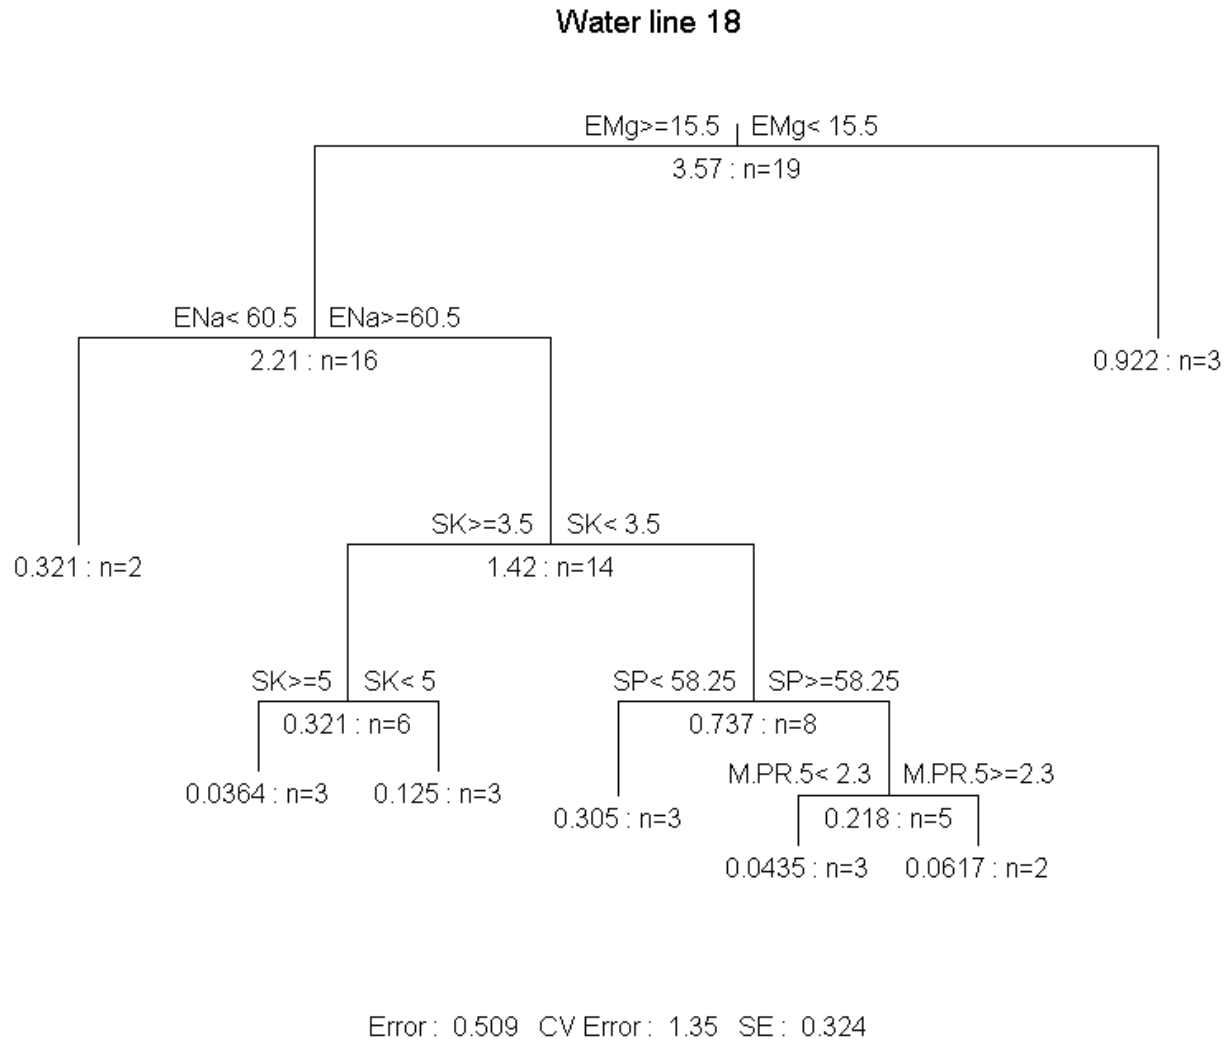 Water line 18
EMg>=15.5 EMg< 15.5
3.57 : n=19
ENa< 60.5 ENa>=60.5
2.21 : n=16
0.922 : n=3
SK>=3.5 SK< 3.5
0.321 : n=2
1.42 : n=14
SK>=5 SK< 5
SP< 58.25 SP>=58.25
0.321 : n=6
0.737 : n=8
M.PR.5< 2.3 M.PR.5>=2.3
0.0364 : n=3
0.125 : n=3
0.305 : n=3
0.218 : n=5
0.0435 : n=3
0.0617 : n=2
Error : 0.509 CV Error : 1.35 SE : 0.324